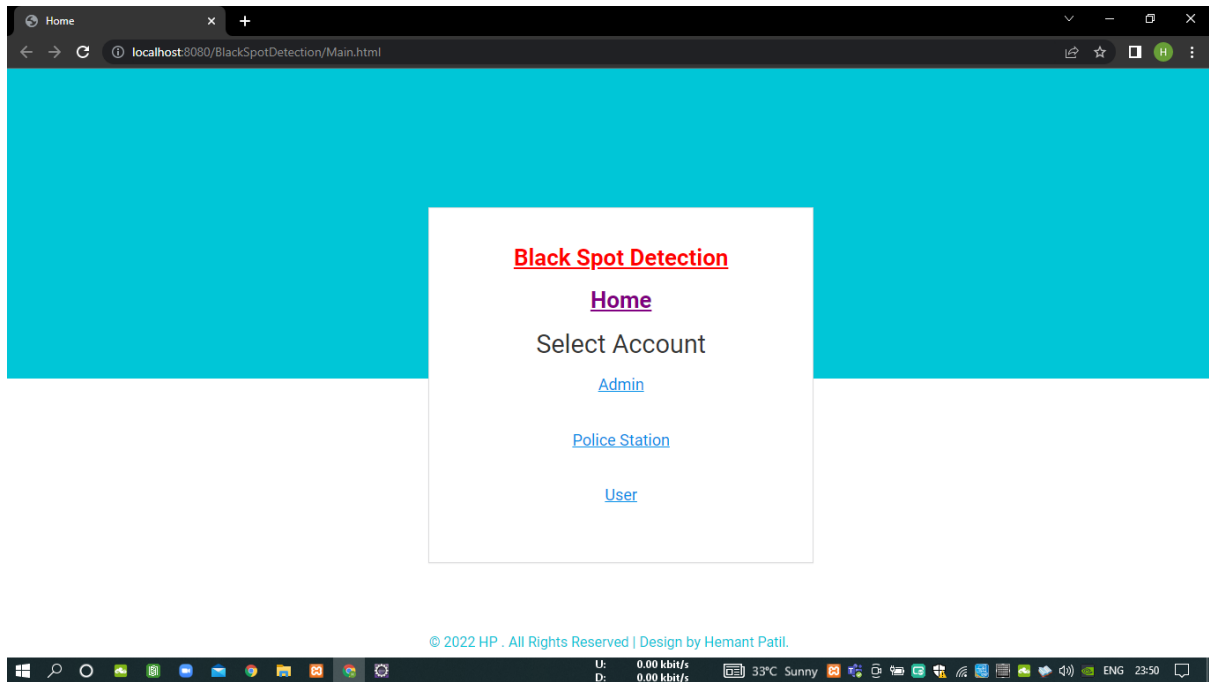 Home
localhost:8080/BlackSpotDetection/Main.html
H
Black Spot Detection
Home
Select Account
Admin
Police Station
User
© 2022 HP . All Rights Reserved | Design by Hemant Patil.
U: 0.00 kbit/s
D: 0.00 kbit/s
33°C Sunny
ENG 23:50